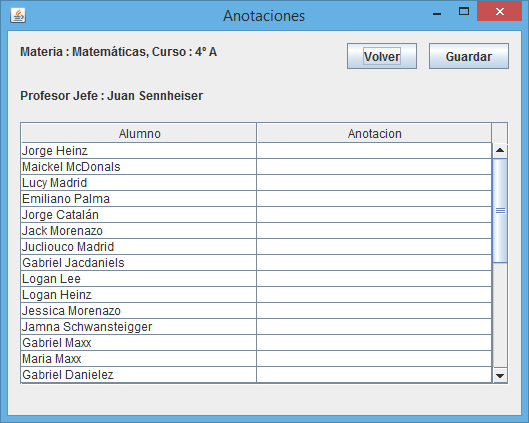 Anotaciones
Materia : Matemáticas, Curso : 4º A
Volver
Guardar
Profesor Jefe : Juan Sennheiser
Alumno Anotacion
Jorge Heinz
Maickel McDonals
Lucy Madrid
Emiliano Palma
Jorge Catalán
Jack Morenazo
Jucliouco Madrid
Gabriel Jacdaniels
Logan Lee
Logan Heinz
Jessica Morenazo
Jamna Schwansteigger
Gabriel Maxx
Maria Maxx
Gabriel Danielez